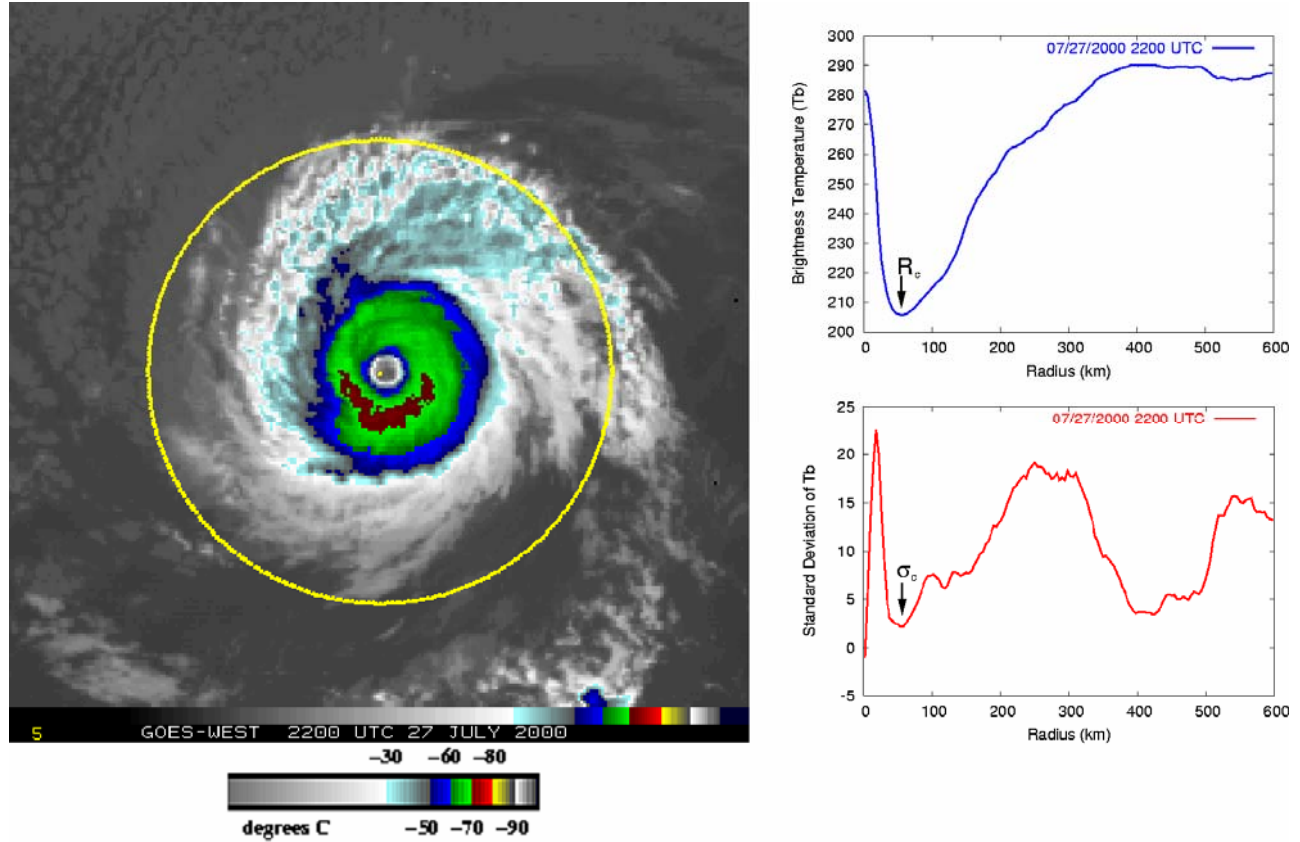 5 GOES-WEST 2200 UTC 27 JULY 2000
-30 -60 -80
degrees C -50 -70 -90
07/27/2000 2200 UTC
300
290
280
270
260
250
240
230
220
210
200
Brightness Temperature (Tb)
Rc
0 100 200 300 400 500 600
Radius (km)
07/27/2000 2200 UTC
25
20
15
10
5
0
-5
Standard Deviation of Tb
σc
0 100 200 300 400 500 600
Radius (km)